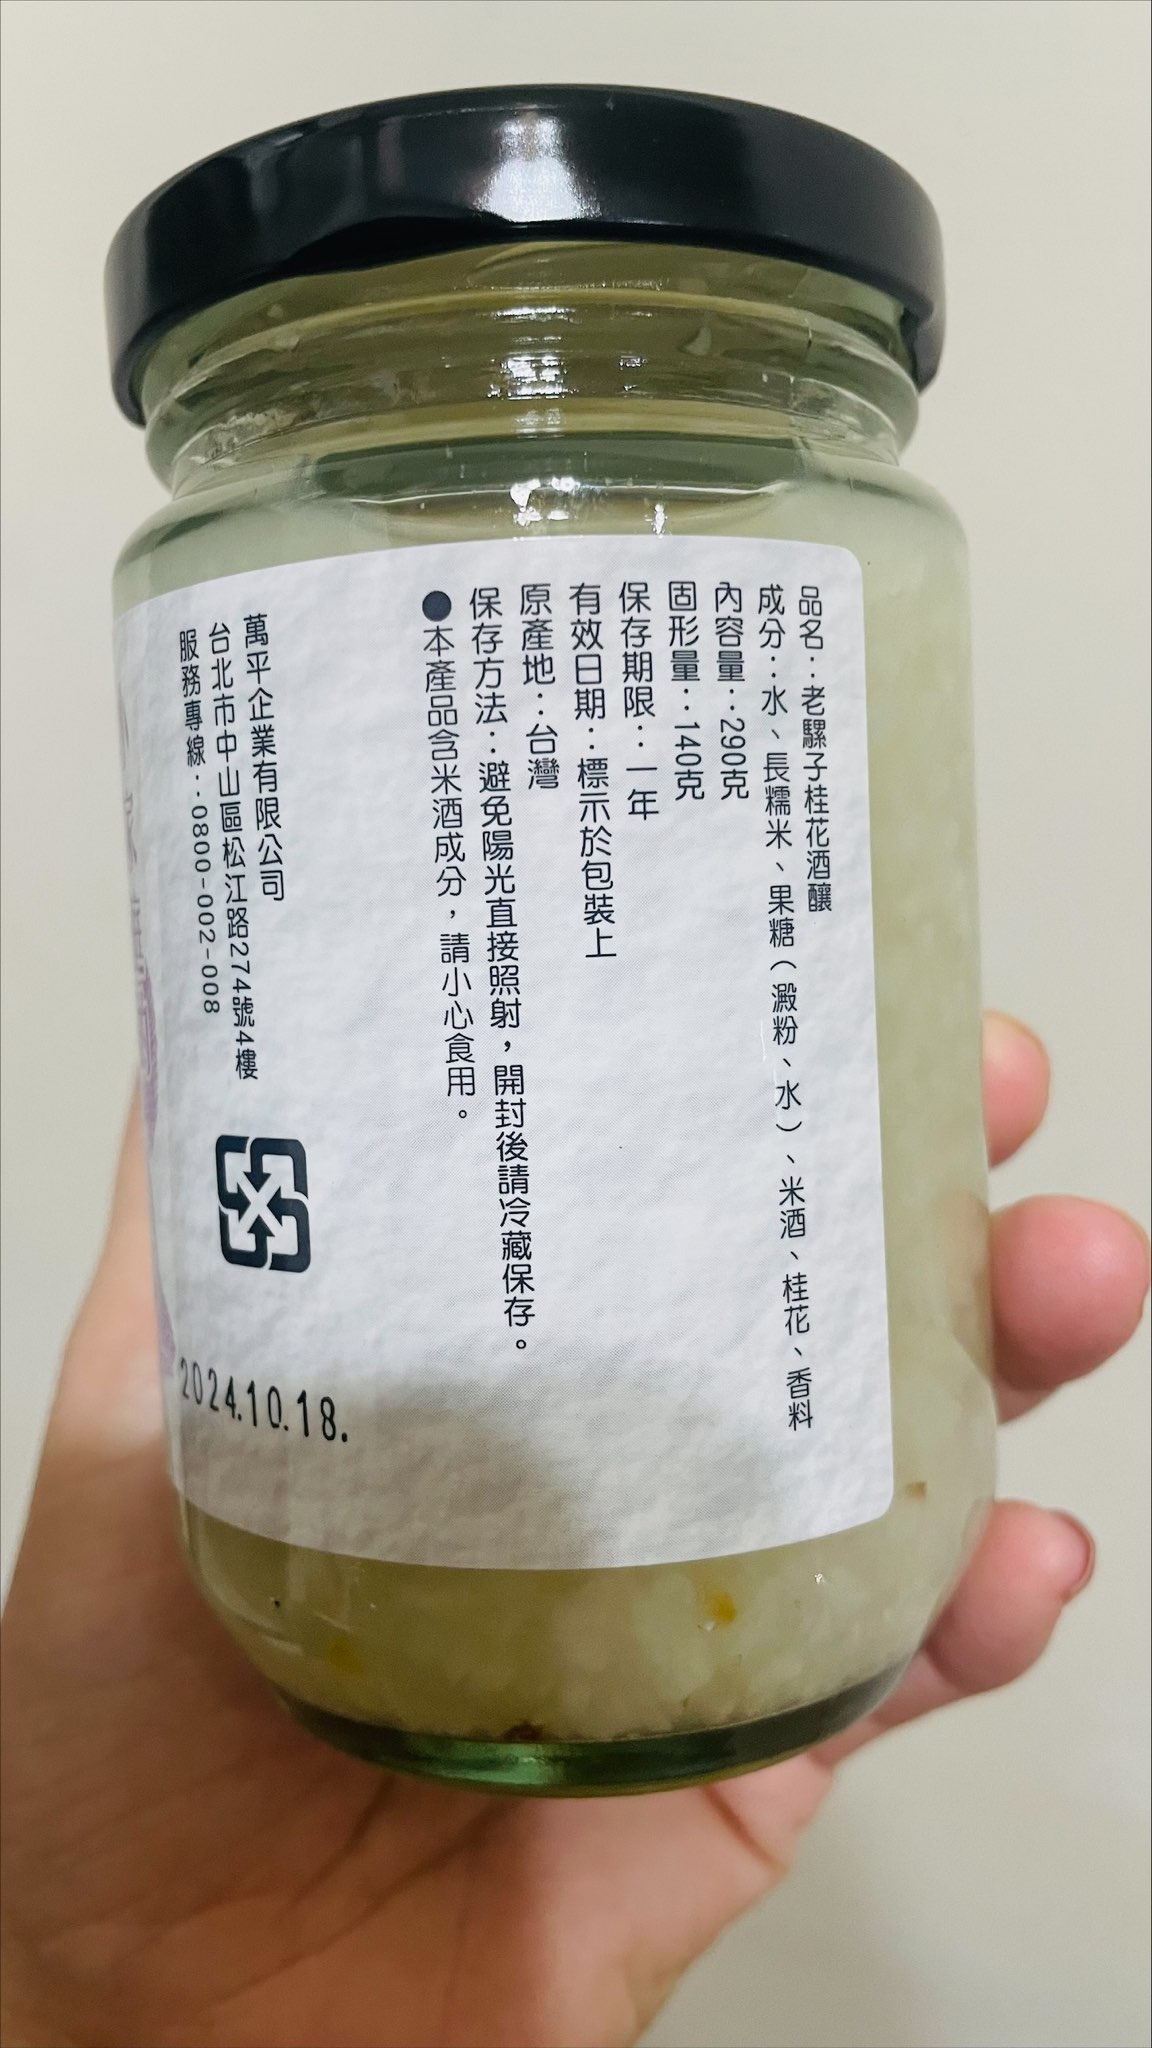 品名：老騾子桂花酒釀
成分：水、長糯米、果糖（澱粉、水）、米酒、桂花、香料
內容量：290克
固形量：140克
保存期限：一年
有效日期：標示於包裝上
原產地：台灣
保存方法：避免陽光直接照射，開封後請冷藏保存。
●本產品含米酒成分，請小心食用。
萬平企業有限公司
台北市中山區松江路274號4樓
服務專線：0800-002-008
2024.10.18.